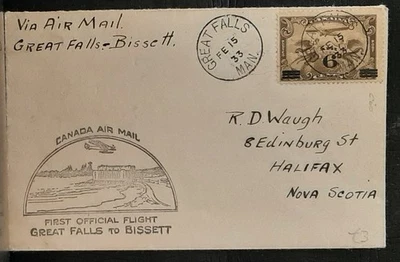 Via Air Mail.
Great Falls-Bissett.
GREAT FALLS
FE 15
33
MAN.
6
R.D Waugh
8 Edinburg St
HALIFAX
NOVA SCOTIA
CANADA AIR MAIL
FIRST OFFICIAL FLIGHT
GREAT FALLS TO BISSETT